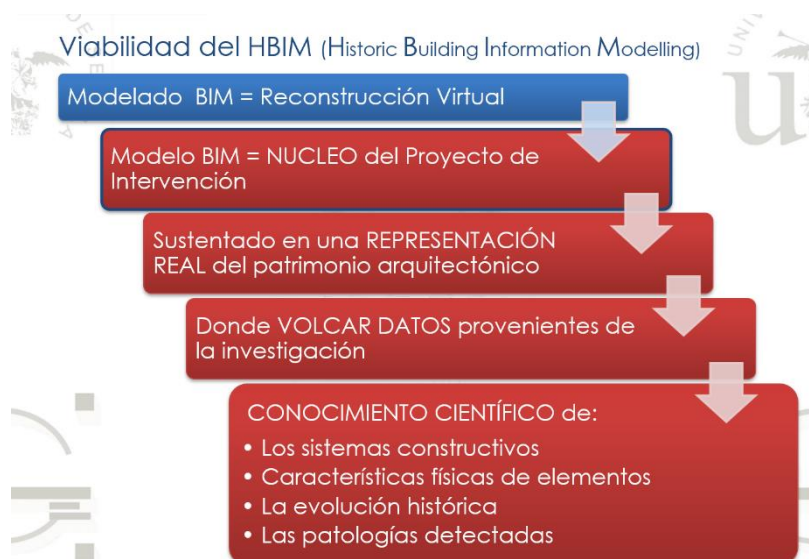 Viabilidad del HBIM (Historic Building Information Modelling)
Modelado BIM = Reconstrucción Virtual
Modelo BIM = NUCLEO del Proyecto de
Intervención
Sustentado en una REPRESENTACIÓN
REAL del patrimonio arquitectónico
Donde VOLCAR DATOS provenientes de
la investigación
CONOCIMIENTO CIENTÍFICO de:
• Los sistemas constructivos
• Características físicas de elementos
• La evolución histórica
• Las patologías detectadas